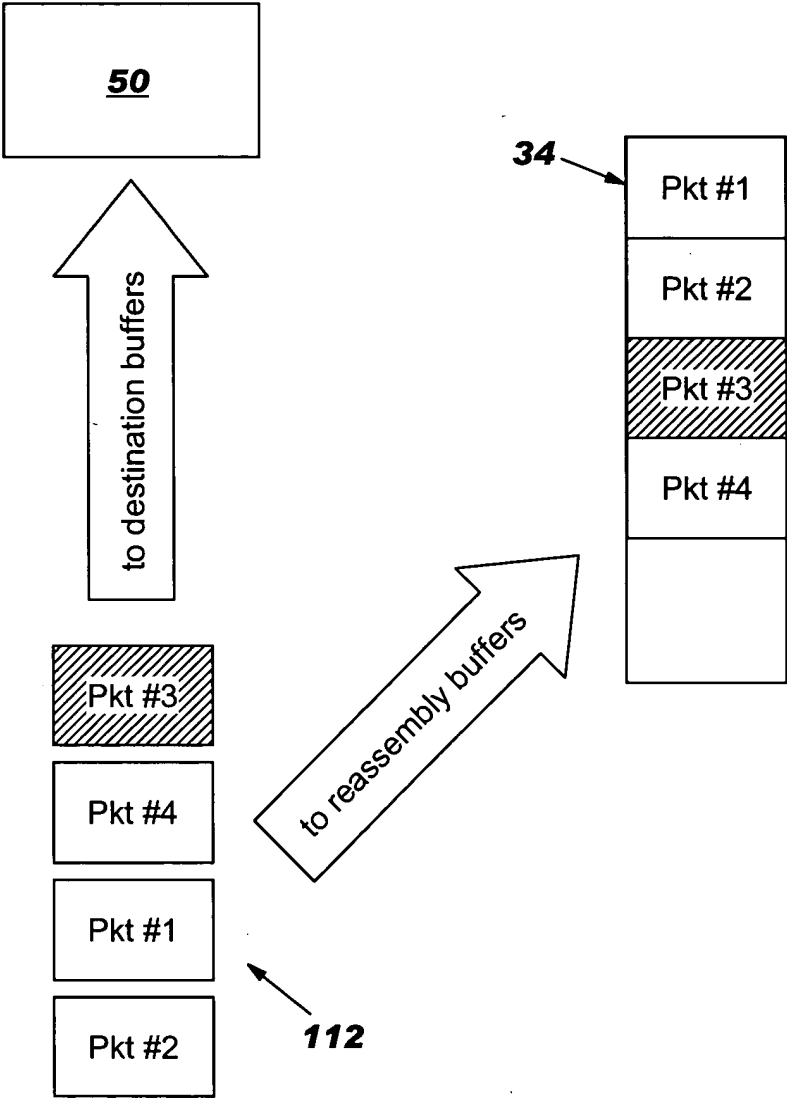 50
34
Pkt #1
Pkt #2
Pkt #3
Pkt #4
to destination buffers
to reassembly buffers
Pkt #3
Pkt #4
Pkt #1
Pkt #2
112